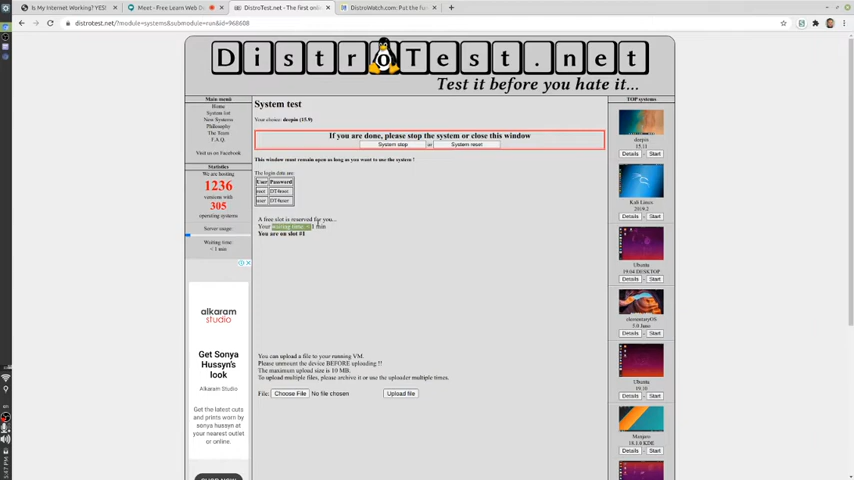 Is My Internet Working? YES!
Meet - Free Learn Web D
DistroTest.net - The first onlin
DistroWatch.com: Put the fun
distrotest.net/?module=systems&submodule=run&id=968608
DistroTest.net
Test it before you hate it...
Main menu
Home
System list
New Systems
Philosophy
The Team
F.A.Q.
Visit us on Facebook
Statistics
We are hosting
1236
versions with
305
operating systems
Server usage:
Waiting time:
< 1 min
alkaram
studio
Get Sonya
Hussyn's
look
Alkaram Studio
Get the latest cuts
and prints worn by
sonya hussyn at
your nearest outlet
or
System test
Your choice: deepin (15.9)
If you are done, please stop the system or close this window
System stop or System reset
This window must remain open as long as you want to use the system !
The login data are:
User Password
root DT4root
user DT4user
A free slot is reserved for you...
Your waiting time: < 1 min
You are on slot #1
You can upload a file to your running VM.
Please unmount the device BEFORE uploading !!
The maximum upload size is 10 MB.
To upload multiple files, please archive it or use the uploader multiple times.
File: Choose File No file chosen Upload file
TOP systems
deepin
15.11
Details - Start
Kali Linux
2019.2
Details - Start
Ubuntu
19.04 DESKTOP
Details - Start
elementaryOS
5.0 Juno
Details - Start
Ubuntu
19.10
Details - Start
Manjaro
18.1.0 KDE
Details - Start
5:47 PM